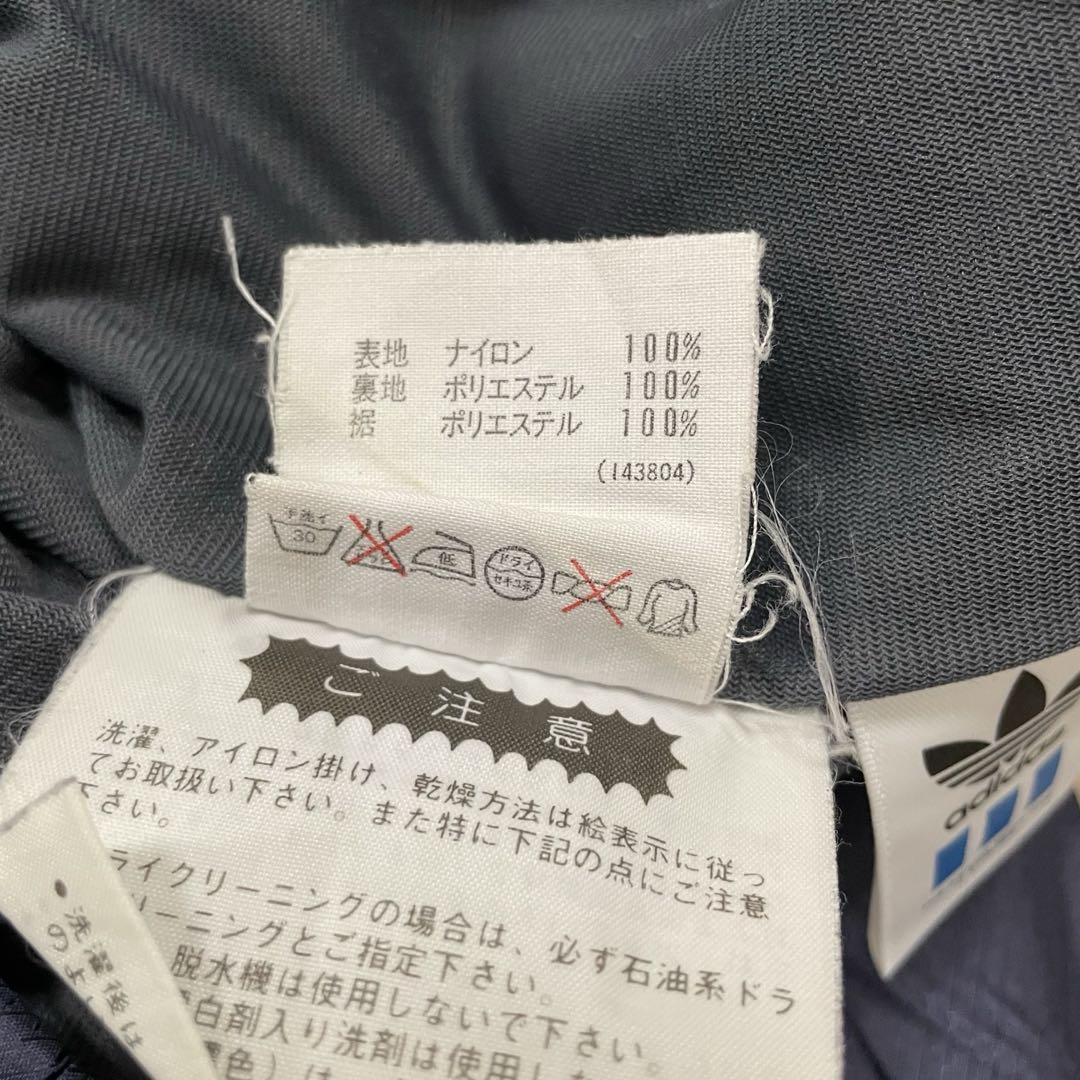 表地 ナイロン 100%
裏地 ポリエステル 100%
裾 ポリエステル 100%
(143804)
手洗イ
30
低
ドライ
セキユ系
ご注意
洗濯、アイロン掛け、乾燥方法は絵表示に従っ
てお取扱い下さい。また特に下記の点にご注意
下さい。
ライクリーニングの場合は、必ず石油系ドラ
リーニングとご指定下さい。
脱水機は使用しないで下さい。
白剤入り洗剤は使用し
色)は
adidas
・洗濯後は
のよ